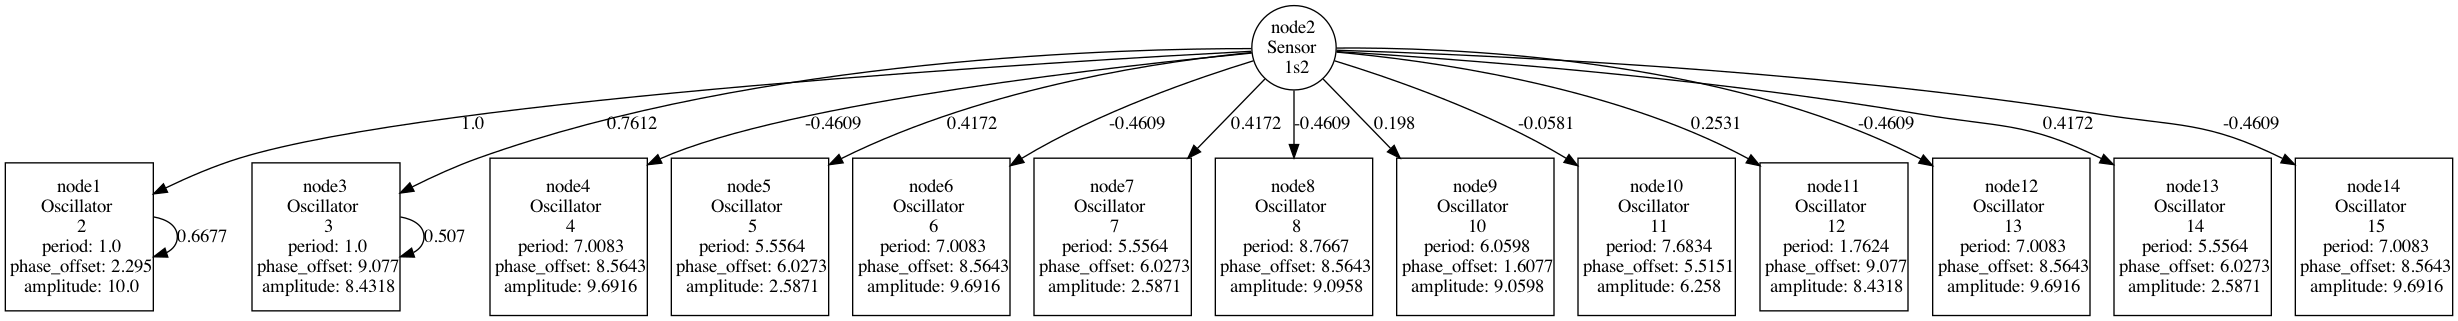 node2
Sensor
1s2
1.0
0.7612
-0.4609
0.4172
-0.4609
0.4172
-0.4609
0.198
-0.0581
0.2531
-0.4609
0.4172
-0.4609
node1
Oscillator
2
period: 1.0
phase_offset: 2.295
amplitude: 10.0
0.6677
node3
Oscillator
3
period: 1.0
phase_offset: 9.077
amplitude: 8.4318
0.507
node4
Oscillator
4
period: 7.0083
phase_offset: 8.5643
amplitude: 9.6916
node5
Oscillator
5
period: 5.5564
phase_offset: 6.0273
amplitude: 2.5871
node6
Oscillator
6
period: 7.0083
phase_offset: 8.5643
amplitude: 9.6916
node7
Oscillator
7
period: 5.5564
phase_offset: 6.0273
amplitude: 2.5871
node8
Oscillator
8
period: 8.7667
phase_offset: 8.5643
amplitude: 9.0958
node9
Oscillator
10
period: 6.0598
phase_offset: 1.6077
amplitude: 9.0598
node10
Oscillator
11
period: 7.6834
phase_offset: 5.5151
amplitude: 6.258
node11
Oscillator
12
period: 1.7624
phase_offset: 9.077
amplitude: 8.4318
node12
Oscillator
13
period: 7.0083
phase_offset: 8.5643
amplitude: 9.6916
node13
Oscillator
14
period: 5.5564
phase_offset: 6.0273
amplitude: 2.5871
node14
Oscillator
15
period: 7.0083
phase_offset: 8.5643
amplitude: 9.6916